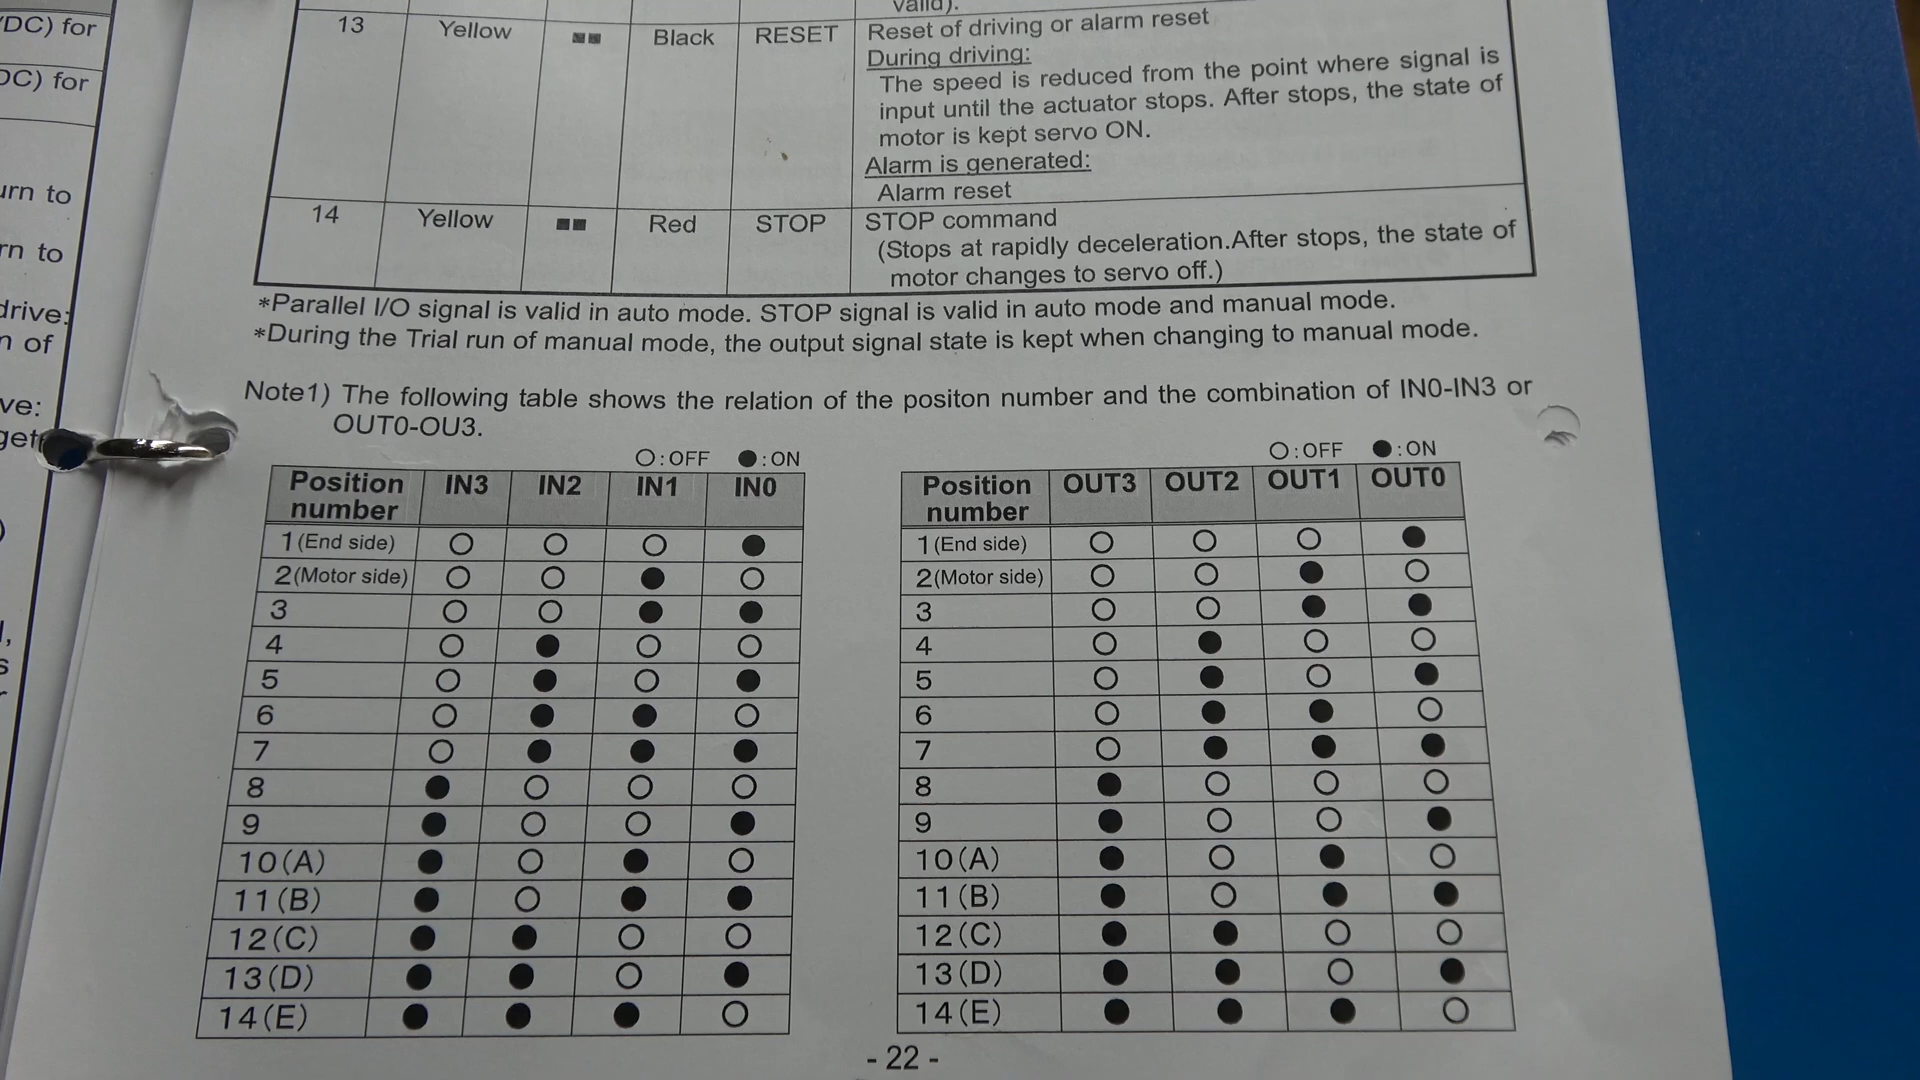 /DC) for
DC) for
urn to
rn to
drive:
n of
ve:
get
valid).
13 Yellow ■■ Black RESET Reset of driving or alarm reset
During driving:
The speed is reduced from the point where signal is
input until the actuator stops. After stops, the state of
motor is kept servo ON.
Alarm is generated:
Alarm reset
14 Yellow ■■ Red STOP STOP command
(Stops at rapidly deceleration.After stops, the state of
motor changes to servo off.)
*Parallel I/O signal is valid in auto mode. STOP signal is valid in auto mode and manual mode.
*During the Trial run of manual mode, the output signal state is kept when changing to manual mode.
Note1) The following table shows the relation of the positon number and the combination of IN0-IN3 or
OUT0-OU3.
○:OFF ●:ON
Position number IN3 IN2 IN1 IN0
1(End side) ○ ○ ○ ●
2(Motor side) ○ ○ ● ○
3 ○ ○ ● ●
4 ○ ● ○ ○
5 ○ ● ○ ●
6 ○ ● ● ○
7 ○ ● ● ●
8 ● ○ ○ ○
9 ● ○ ○ ●
10(A) ● ○ ● ○
11(B) ● ○ ● ●
12(C) ● ● ○ ○
13(D) ● ● ○ ●
14(E) ● ● ● ○
○:OFF ●:ON
Position number OUT3 OUT2 OUT1 OUT0
1(End side) ○ ○ ○ ●
2(Motor side) ○ ○ ● ○
3 ○ ○ ● ●
4 ○ ● ○ ○
5 ○ ● ○ ●
6 ○ ● ● ○
7 ○ ● ● ●
8 ● ○ ○ ○
9 ● ○ ○ ●
10(A) ● ○ ● ○
11(B) ● ○ ● ●
12(C) ● ● ○ ○
13(D) ● ● ○ ●
14(E) ● ● ● ○
- 22 -